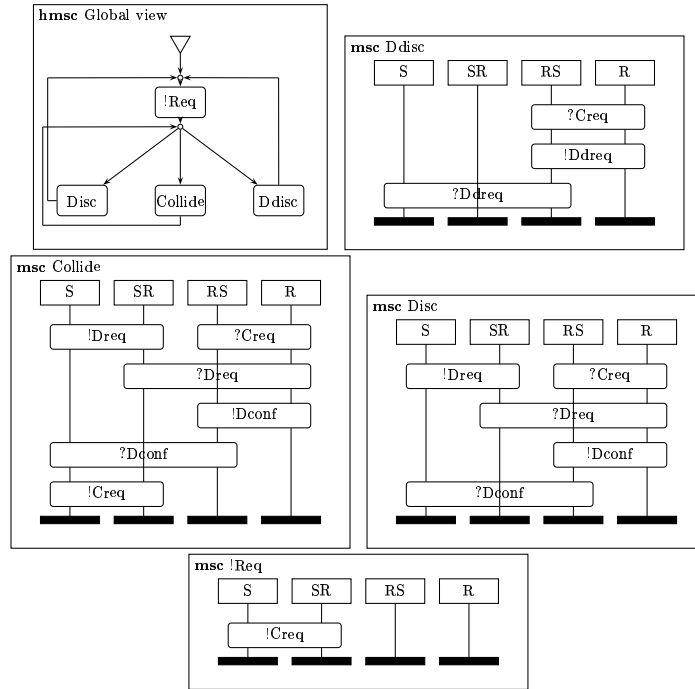 hmsc Global view
!Req
Disc Collide Ddisc
msc Ddisc
S SR RS R
?Creq
!Ddreq
?Ddreq
msc Collide
S SR RS R
!Dreq ?Creq
?Dreq
!Dconf
?Dconf
!Creq
msc Disc
S SR RS R
!Dreq ?Creq
?Dreq
!Dconf
?Dconf
msc !Req
S SR RS R
!Creq